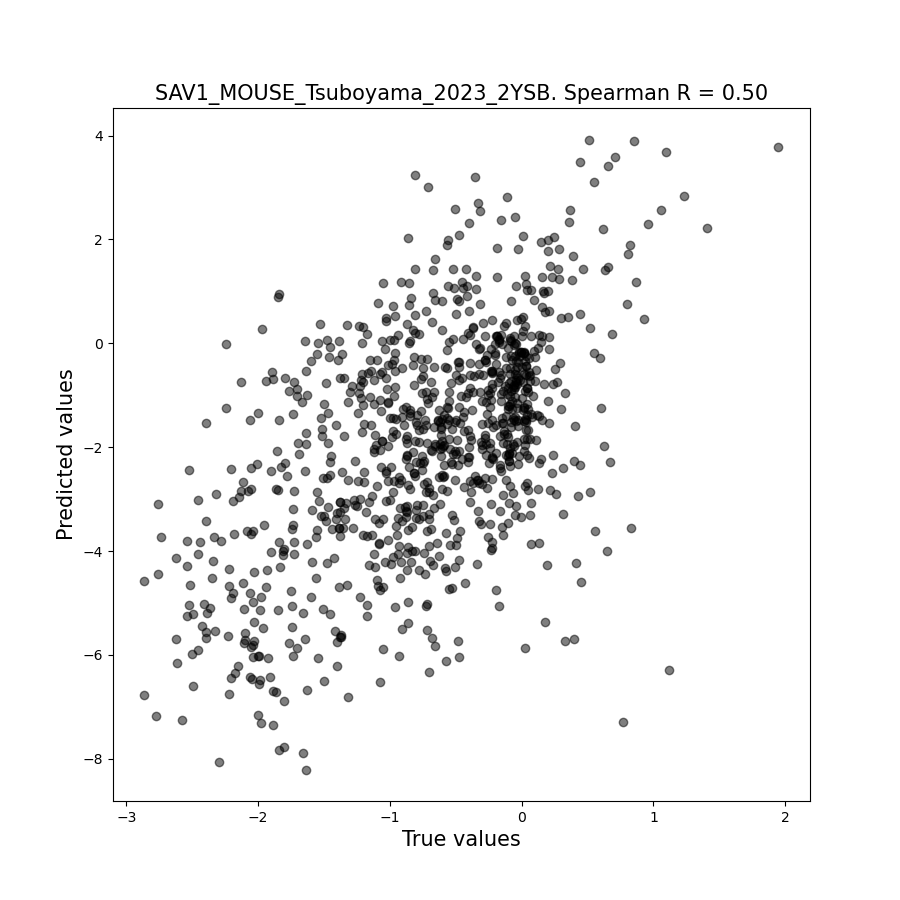 SAV1_MOUSE_Tsuboyama_2023_2YSB. Spearman R = 0.50
4
2
0
−2
−4
−6
−8
Predicted values
−3 −2 −1 0 1 2
True values